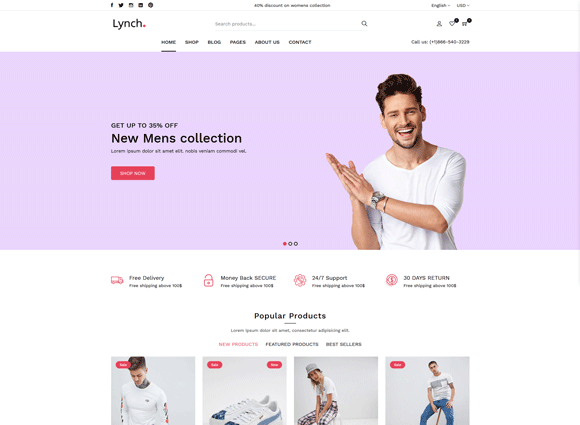 40% discount on womens collection
English
USD
Lynch.
Search products...
0
0
HOME SHOP BLOG PAGES ABOUT US CONTACT
Call us: (+1)866-540-3229
GET UP TO 35% OFF
New Mens collection
Lorem ipsum dolor sit amet elit. nobis veniam commodi vel.
SHOP NOW
Free Delivery
Free shipping above 100$
Money Back SECURE
Free shipping above 100$
24/7 Support
Free shipping above 100$
30 DAYS RETURN
Free shipping above 100$
Popular Products
Lorem ipsum dolor sit amet, consectetur adipisicing elit.
NEW PRODUCTS FEATURED PRODUCTS BEST SELLERS
Sale
Sale
Sale
Sale